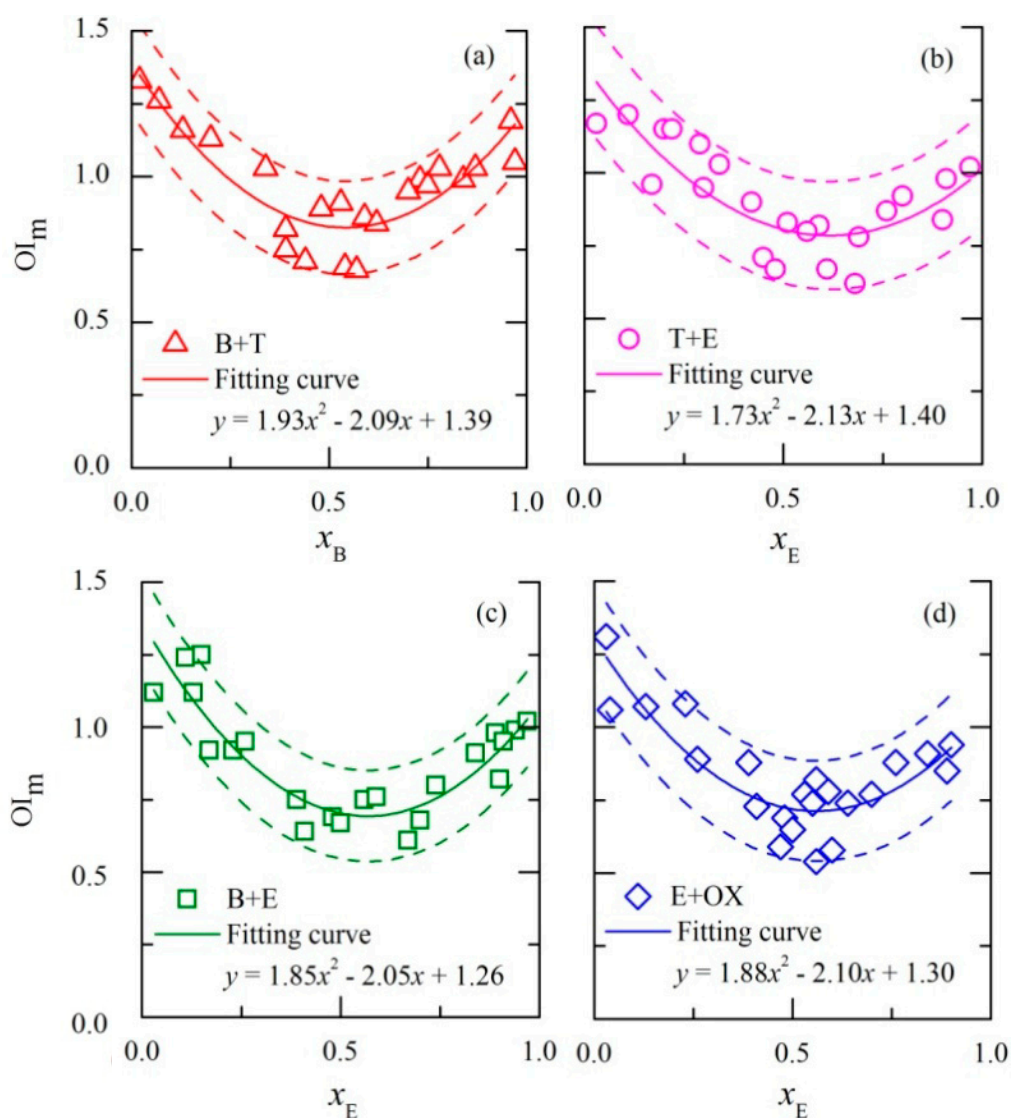 1.5
(a)
(b)
OIm
1.0
0.5
B+T
T+E
Fitting curve
Fitting curve
y = 1.93x² - 2.09x + 1.39
y = 1.73x² - 2.13x + 1.40
0.0
0.0 0.5 1.0
0.0 0.5 1.0
xB
xE
1.5
(c)
(d)
OIm
1.0
0.5
B+E
E+OX
Fitting curve
Fitting curve
y = 1.85x² - 2.05x + 1.26
y = 1.88x² - 2.10x + 1.30
0.0
0.0 0.5 1.0
0.0 0.5 1.0
xE
xE